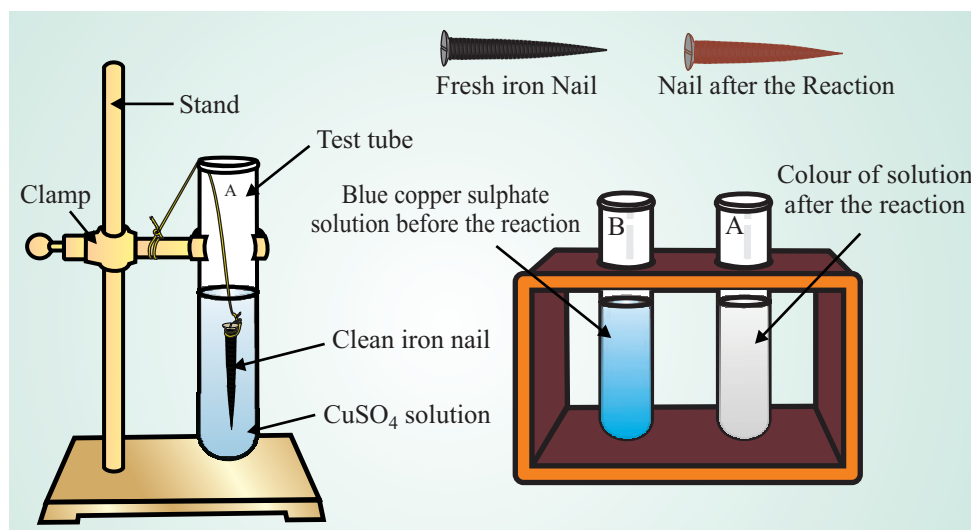 Fresh iron Nail
Nail after the Reaction
Stand
Test tube
A
Clamp
Clean iron nail
CuSO₄ solution
Blue copper sulphate
solution before the reaction
Colour of solution
after the reaction
B
A